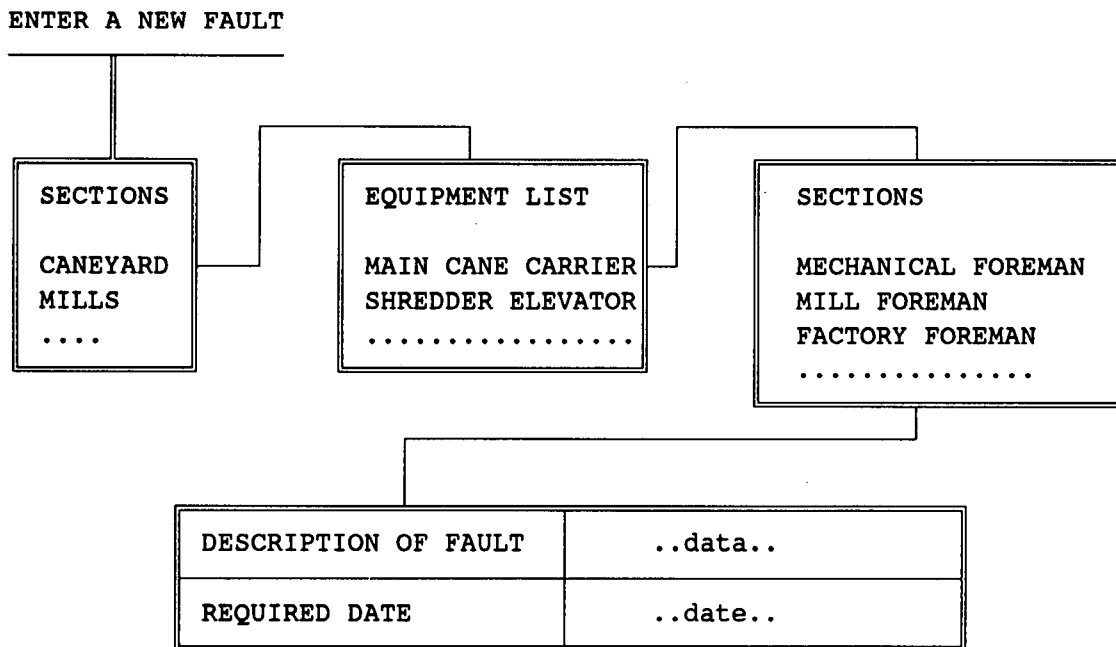 ENTER A NEW FAULT
SECTIONS
CANEYARD
MILLS
....
EQUIPMENT LIST
MAIN CANE CARRIER
SHREDDER ELEVATOR
.................
SECTIONS
MECHANICAL FOREMAN
MILL FOREMAN
FACTORY FOREMAN
...............
DESCRIPTION OF FAULT ..data..
REQUIRED DATE ..date..